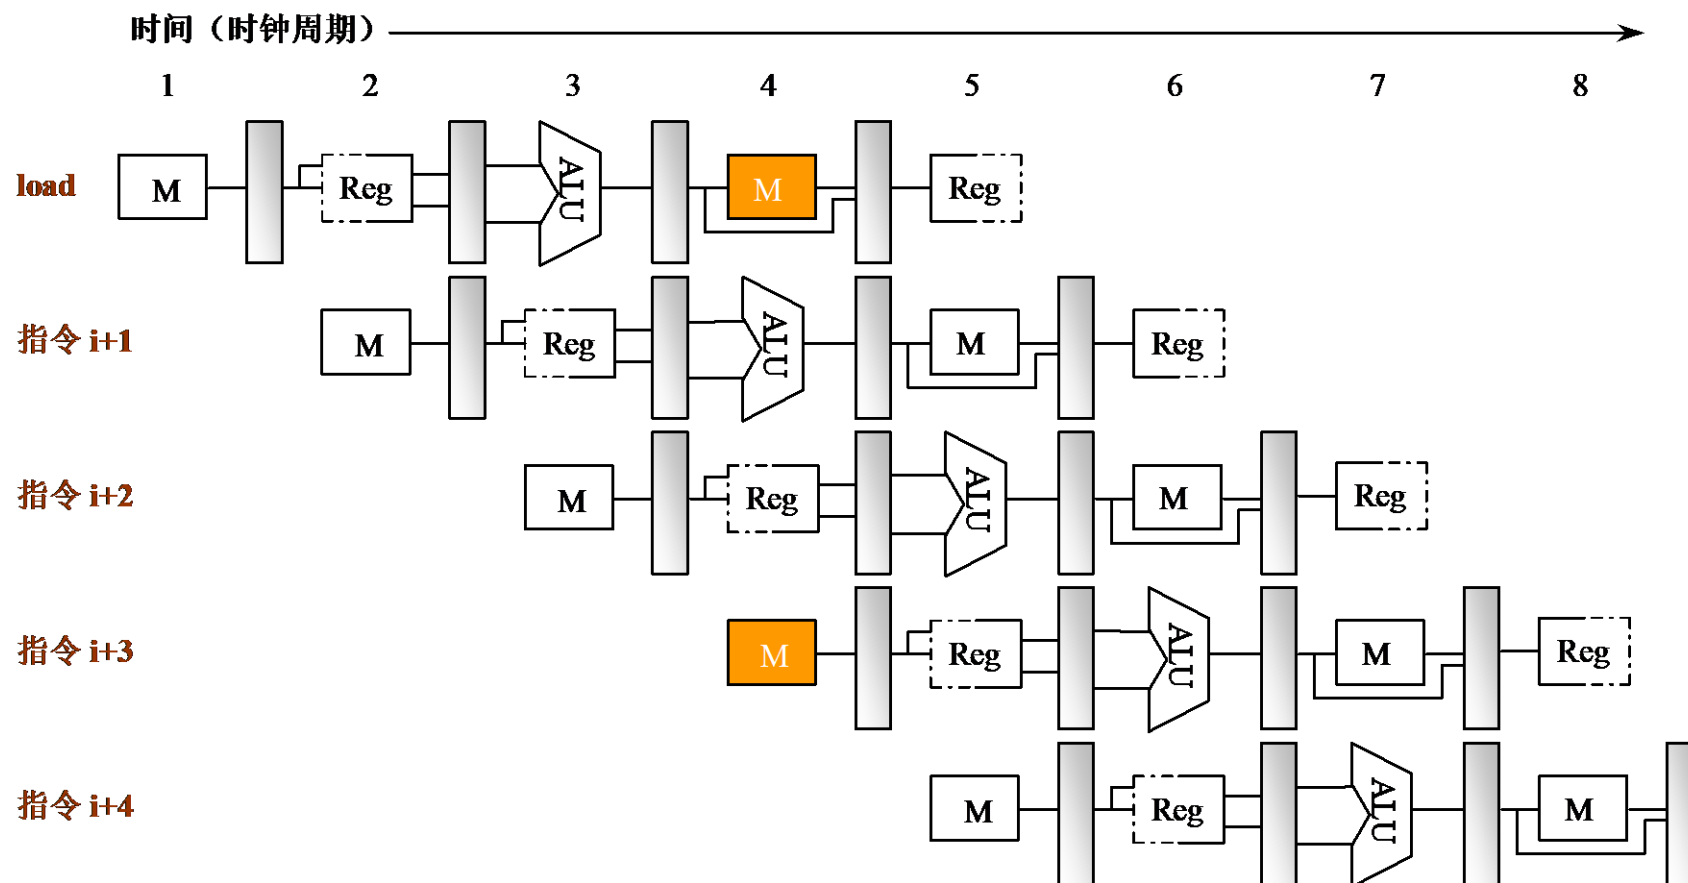 时间（时钟周期）
1 2 3 4 5 6 7 8
load M Reg ALU M Reg
指令 i+1 M Reg ALU M Reg
指令 i+2 M Reg ALU M Reg
指令 i+3 M Reg ALU M Reg
指令 i+4 M Reg ALU M